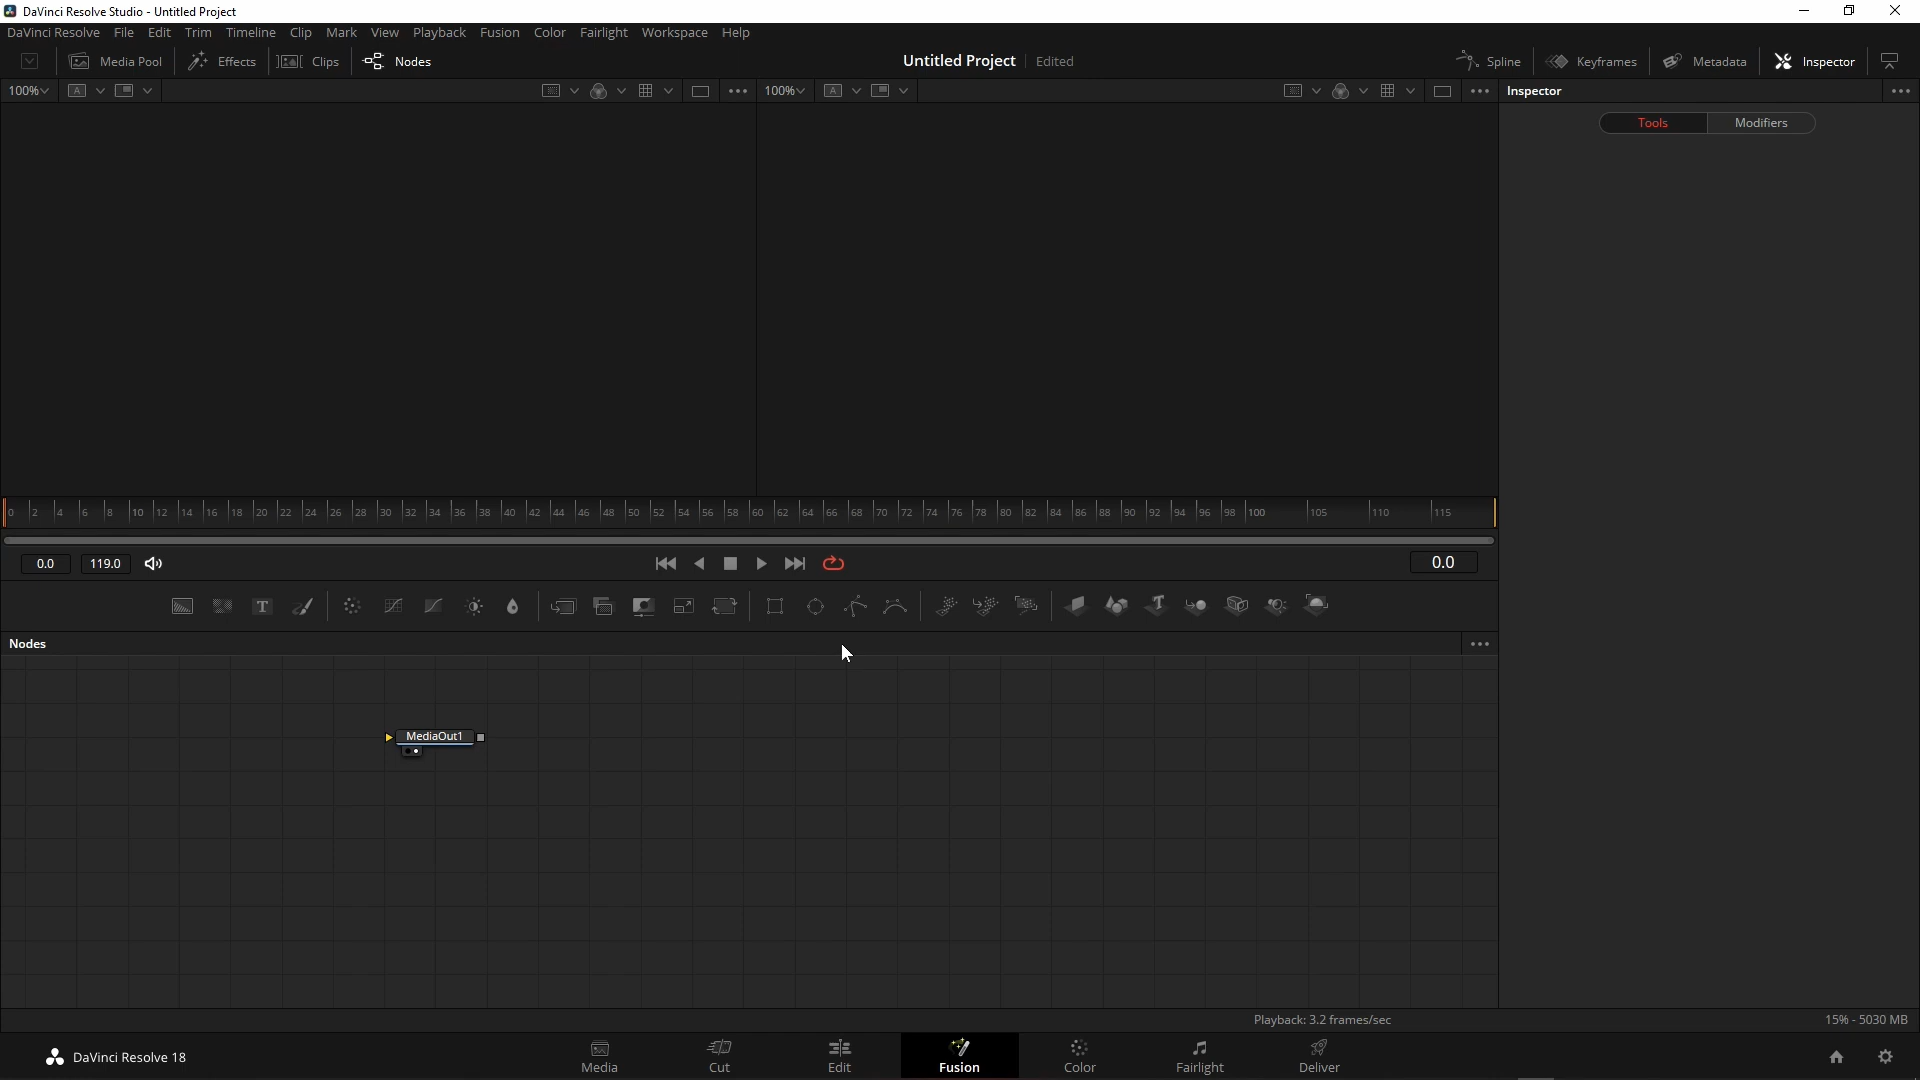 DaVinci Resolve Studio - Untitled Project
DaVinci Resolve File Edit Trim Timeline Clip Mark View Playback Fusion Color Fairlight Workspace Help
Media Pool Effects Clips Nodes Untitled Project Edited Spline Keyframes Metadata Inspector
100% A 100% A Inspector
Tools Modifiers
0 2 4 6 8 10 12 14 16 18 20 22 24 26 28 30 32 34 36 38 40 42 44 46 48 50 52 54 56 58 60 62 64 66 68 70 72 74 76 78 80 82 84 86 88 90 92 94 96 98 100 105 110 115
0.0 119.0 0.0
T T
Nodes
MediaOut1
Playback: 3.2 frames/sec 15% - 5030 MB
DaVinci Resolve 18 Media Cut Edit Fusion Color Fairlight Deliver